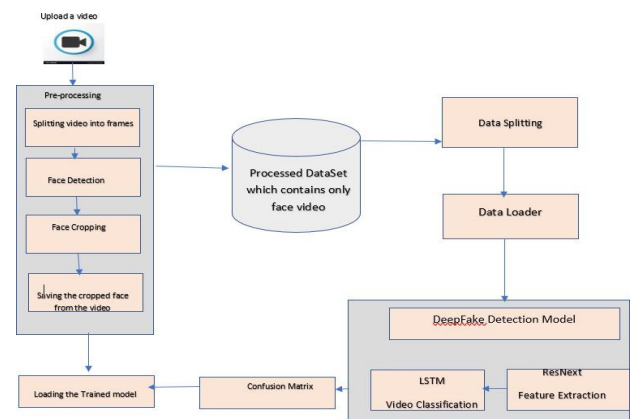 Upload a video
Pre-processing
Splitting video into frames
Face Detection
Face Cropping
Saving the cropped face
from the video
Loading the Trained model
Processed DataSet
which contains only
face video
Data Splitting
Data Loader
DeepFake Detection Model
ResNext
Feature Extraction
LSTM
Video Classification
Confusion Matrix